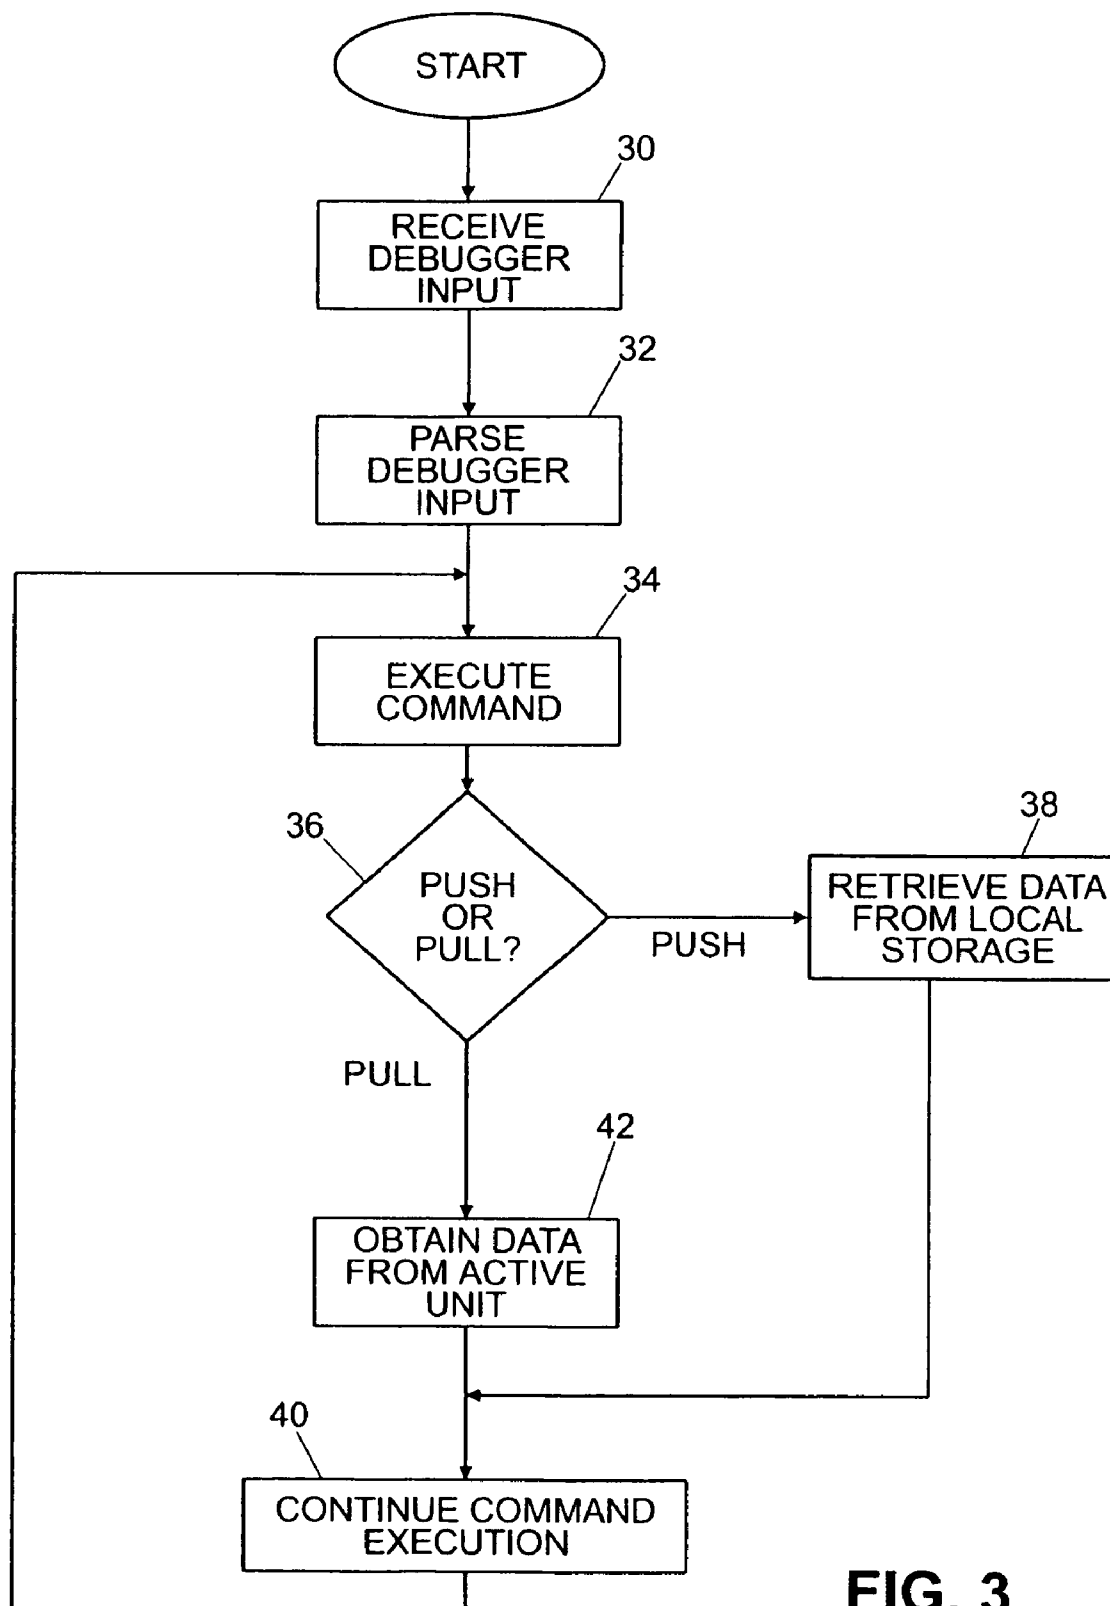 START
30
RECEIVE
DEBUGGER
INPUT
32
PARSE
DEBUGGER
INPUT
34
EXECUTE
COMMAND
36
PUSH
OR
PULL?
PUSH
38
RETRIEVE DATA
FROM LOCAL
STORAGE
PULL
42
OBTAIN DATA
FROM ACTIVE
UNIT
40
CONTINUE COMMAND
EXECUTION
FIG. 3